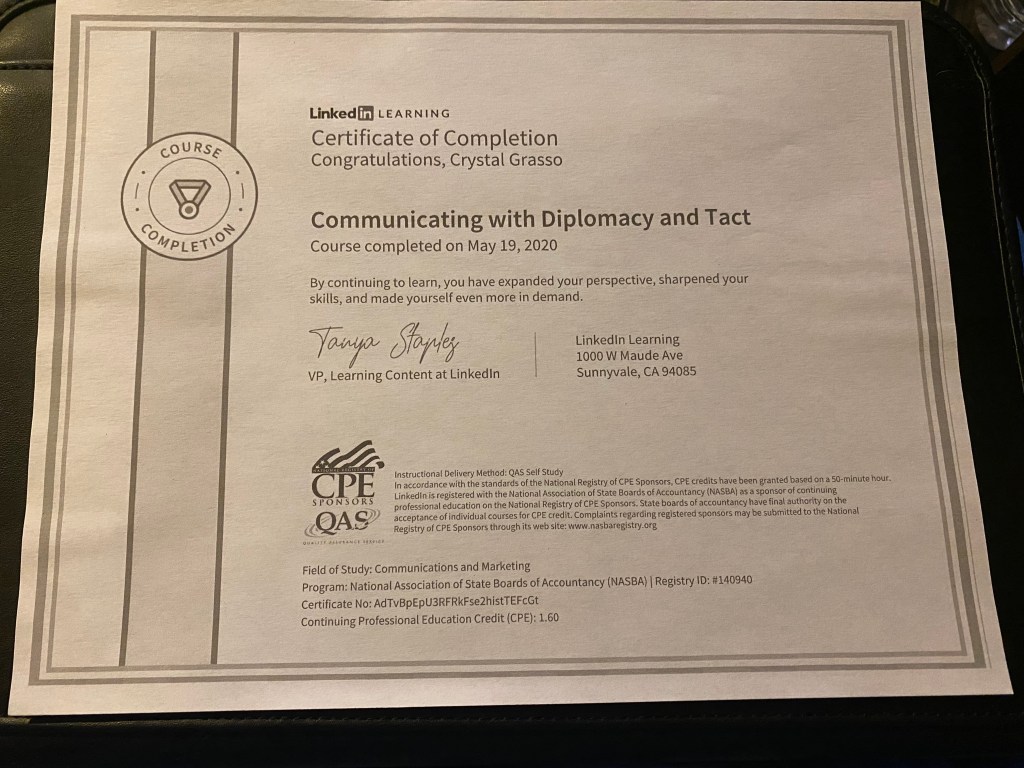 COURSE
COMPLETION
Linked in LEARNING
Certificate of Completion
Congratulations, Crystal Grasso
Communicating with Diplomacy and Tact
Course completed on May 19, 2020
By continuing to learn, you have expanded your perspective, sharpened your
skills, and made yourself even more in demand.
Tanya Staples
VP, Learning Content at LinkedIn
LinkedIn Learning
1000 W Maude Ave
Sunnyvale, CA 94085
NATIONAL REGISTRY OF
CPE
SPONSORS
QAS
QUALITY ASSURANCE SERVICE
Instructional Delivery Method: QAS Self Study
In accordance with the standards of the National Registry of CPE Sponsors, CPE credits have been granted based on a 50-minute hour.
LinkedIn is registered with the National Association of State Boards of Accountancy (NASBA) as a sponsor of continuing
professional education on the National Registry of CPE Sponsors. State boards of accountancy have final authority on the
acceptance of individual courses for CPE credit. Complaints regarding registered sponsors may be submitted to the National
Registry of CPE Sponsors through its web site: www.nasbaregistry.org
Field of Study: Communications and Marketing
Program: National Association of State Boards of Accountancy (NASBA) | Registry ID: #140940
Certificate No: AdTvBpEpU3RFRkFse2histTEFcGt
Continuing Professional Education Credit (CPE): 1.60